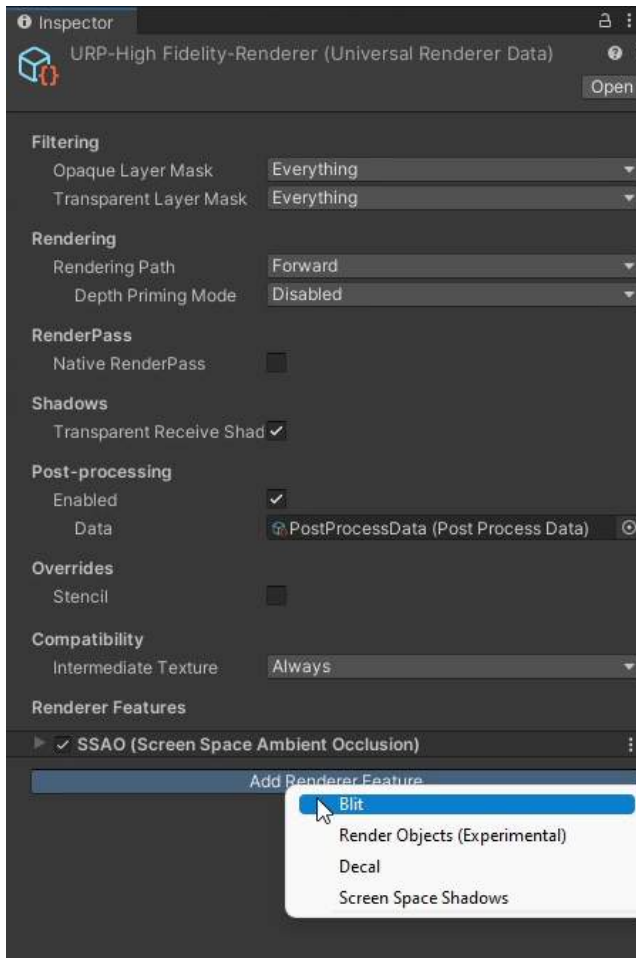 Inspector
URP-High Fidelity-Renderer (Universal Renderer Data)
Open
Filtering
Opaque Layer Mask Everything
Transparent Layer Mask Everything
Rendering
Rendering Path Forward
Depth Priming Mode Disabled
RenderPass
Native RenderPass
Shadows
Transparent Receive Shad
Post-processing
Enabled
Data PostProcessData (Post Process Data)
Overrides
Stencil
Compatibility
Intermediate Texture Always
Renderer Features
SSAO (Screen Space Ambient Occlusion)
Add Renderer Feature
Blit
Render Objects (Experimental)
Decal
Screen Space Shadows